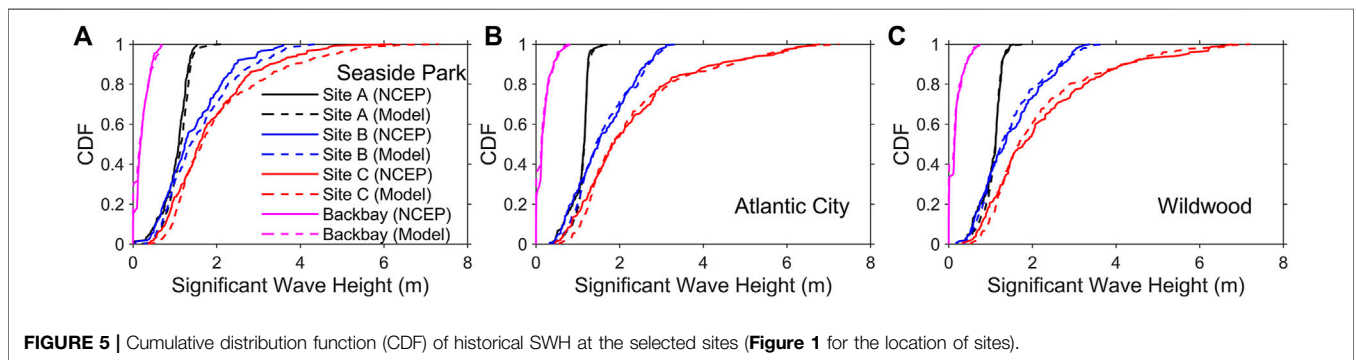 A
1
0.8
0.6
0.4
0.2
0
CDF
Seaside Park
Site A (NCEP)
Site A (Model)
Site B (NCEP)
Site B (Model)
Site C (NCEP)
Site C (Model)
Backbay (NCEP)
Backbay (Model)
0 2 4 6 8
Significant Wave Height (m)
B
1
0.8
0.6
0.4
0.2
0
CDF
Atlantic City
0 2 4 6 8
Significant Wave Height (m)
C
1
0.8
0.6
0.4
0.2
0
CDF
Wildwood
0 2 4 6 8
Significant Wave Height (m)
FIGURE 5 | Cumulative distribution function (CDF) of historical SWH at the selected sites (Figure 1 for the location of sites).